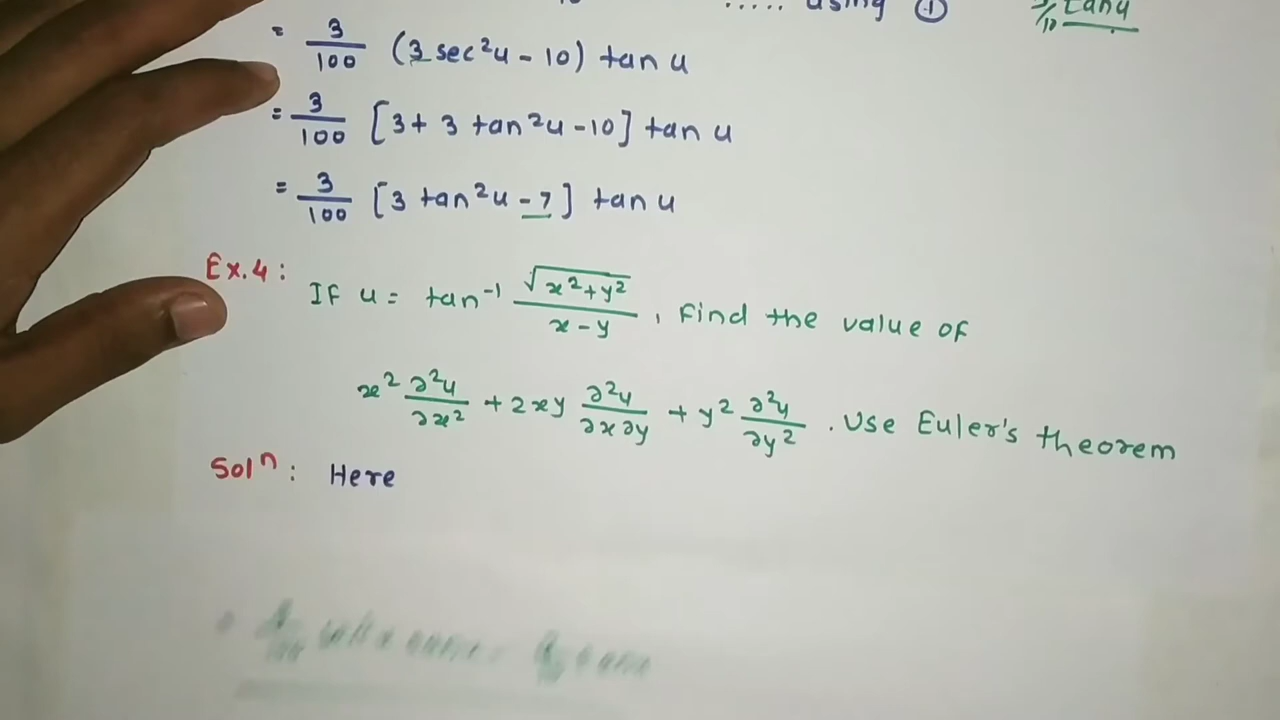 ..... using ①
3/10 tanu
= 3/100 (3 sec²u - 10) tan u
= 3/100 [3 + 3 tan²u - 10] tan u
= 3/100 [3 tan²u - 7] tan u
Ex.4: If u = tan⁻¹ √(x²+y²)/(x-y), Find the value of
x² ∂²u/∂x² + 2xy ∂²u/∂x∂y + y² ∂²u/∂y². Use Euler's theorem
Solⁿ: Here